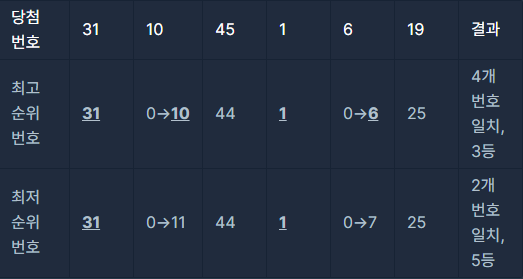 당첨 번호 31 10 45 1 6 19 결과
최고 순위 번호 31 0→10 44 1 0→6 25 4개 번호 일치, 3등
최저 순위 번호 31 0→11 44 1 0→7 25 2개 번호 일치, 5등